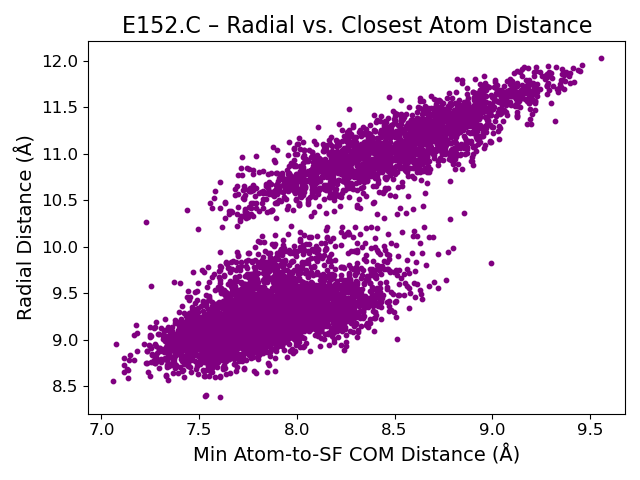 E152.C – Radial vs. Closest Atom Distance
Radial Distance (Å)
12.0
11.5
11.0
10.5
10.0
9.5
9.0
8.5
7.0 7.5 8.0 8.5 9.0 9.5
Min Atom-to-SF COM Distance (Å)